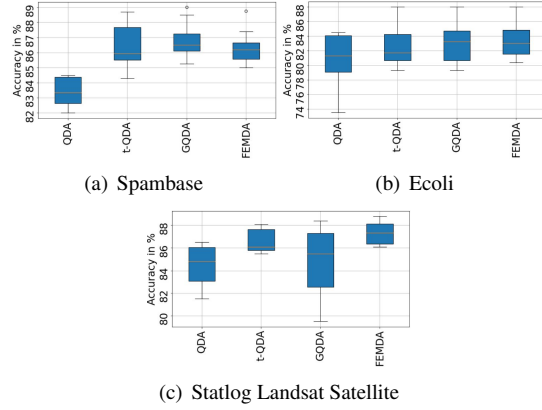 Accuracy in %
82 83 84 85 86 87 88 89
QDA
t-QDA
GQDA
FEMDA
(a) Spambase
Accuracy in %
74 76 78 80 82 84 86 88
QDA
t-QDA
GQDA
FEMDA
(b) Ecoli
Accuracy in %
80 82 84 86 88
QDA
t-QDA
GQDA
FEMDA
(c) Statlog Landsat Satellite